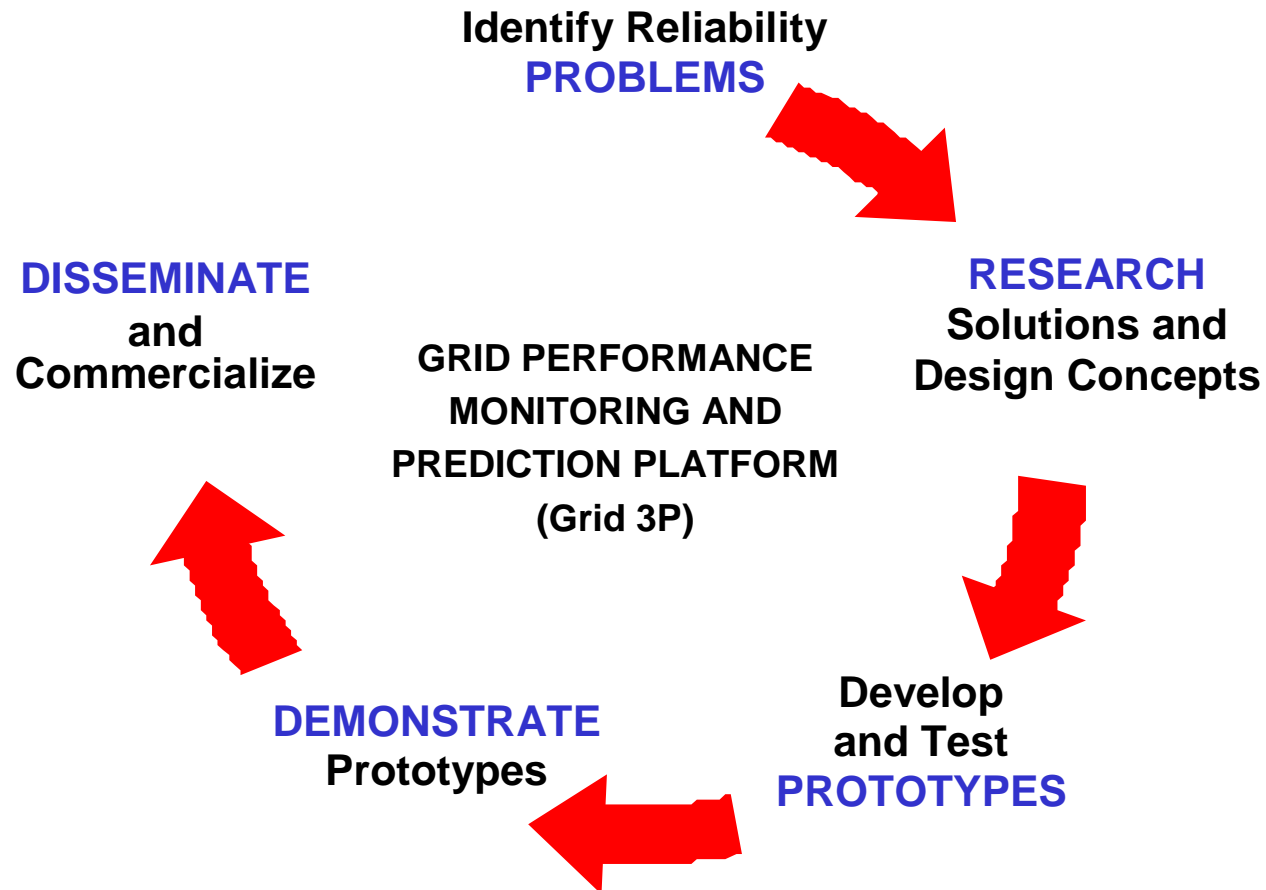 Identify Reliability
PROBLEMS
RESEARCH
Solutions and
Design Concepts
Develop
and Test
PROTOTYPES
DEMONSTRATE
Prototypes
DISSEMINATE
and
Commercialize
GRID PERFORMANCE
MONITORING AND
PREDICTION PLATFORM
(Grid 3P)